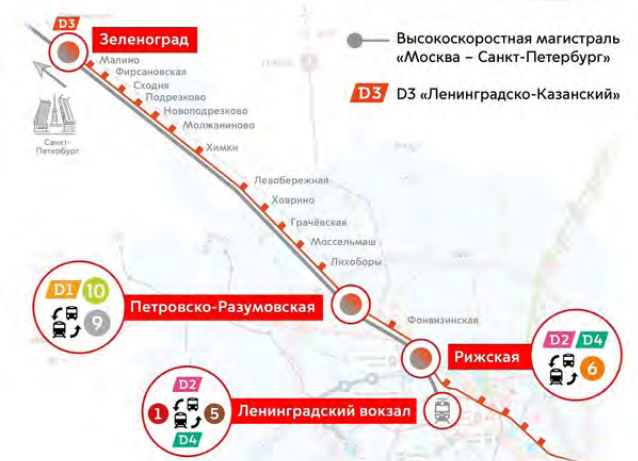 D3
Зеленоград
Малино
Фирсановская
Сходня
Подрезково
Новоподрезково
Молжаниново
Химки
Санкт-
Петербург
Высокоскоростная магистраль
«Москва – Санкт-Петербург»
D3 D3 «Ленинградско-Казанский»
Левобережная
Ховрино
Грачёвская
Моссельмаш
Лихоборы
D1 10
9
Петровско-Разумовская
Фонвизинская
Рижская
D2 D4
6
D2
1 5
D4
Ленинградский вокзал